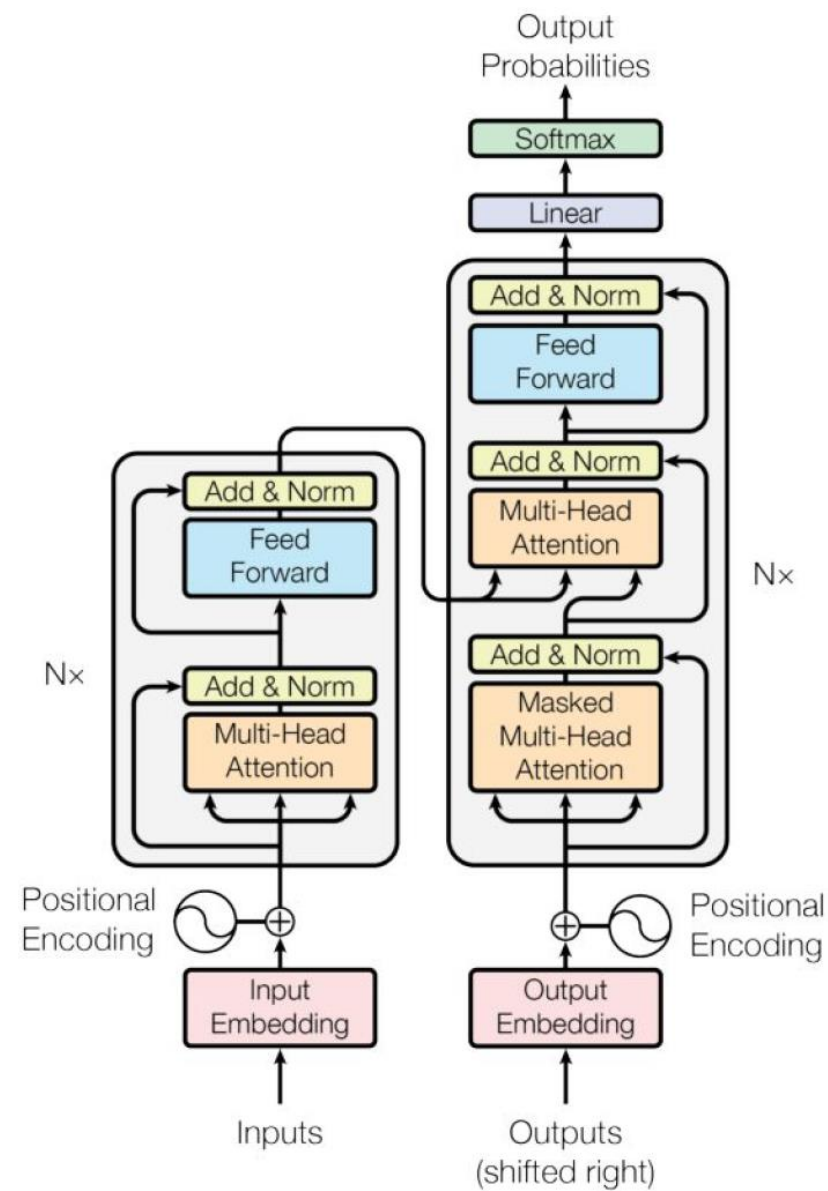 Output
Probabilities
Softmax
Linear
Add & Norm
Feed
Forward
Add & Norm
Multi-Head
Attention
Add & Norm
Masked
Multi-Head
Attention
Nx
Add & Norm
Feed
Forward
Add & Norm
Multi-Head
Attention
Nx
Positional
Encoding
Positional
Encoding
Input
Embedding
Output
Embedding
Inputs
Outputs
(shifted right)